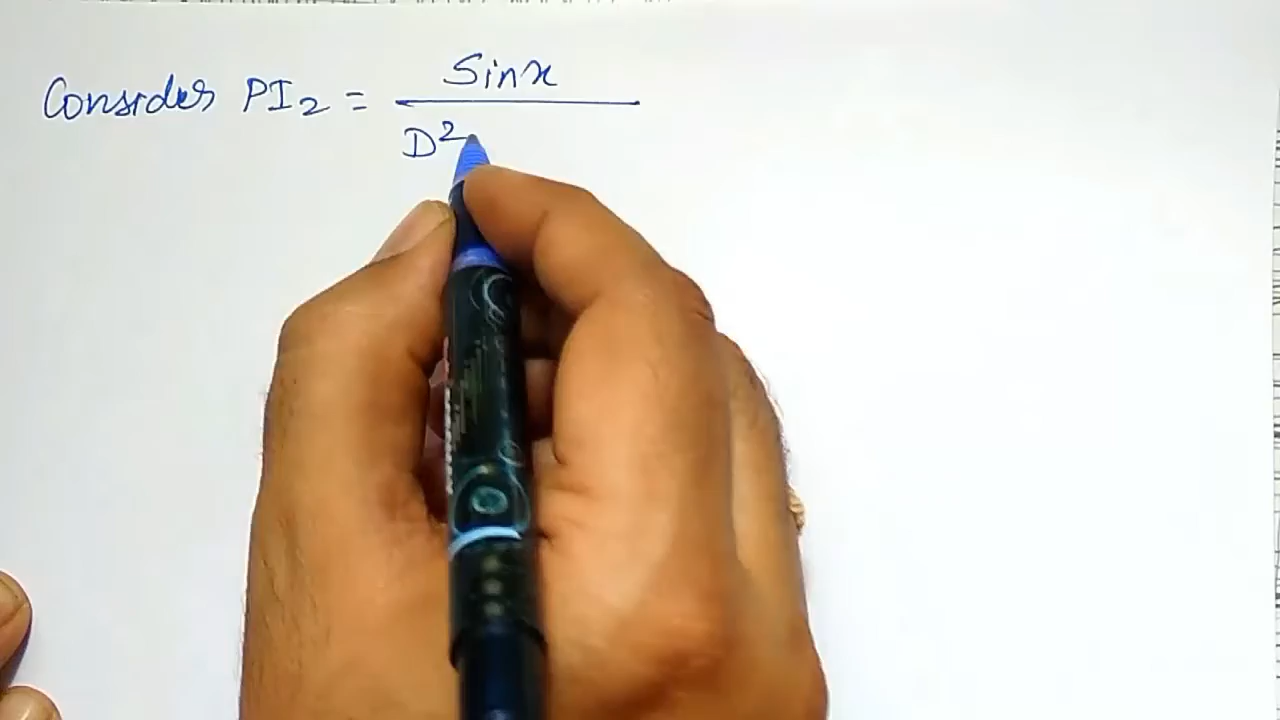 Consider PI₂ = Sinx
D²